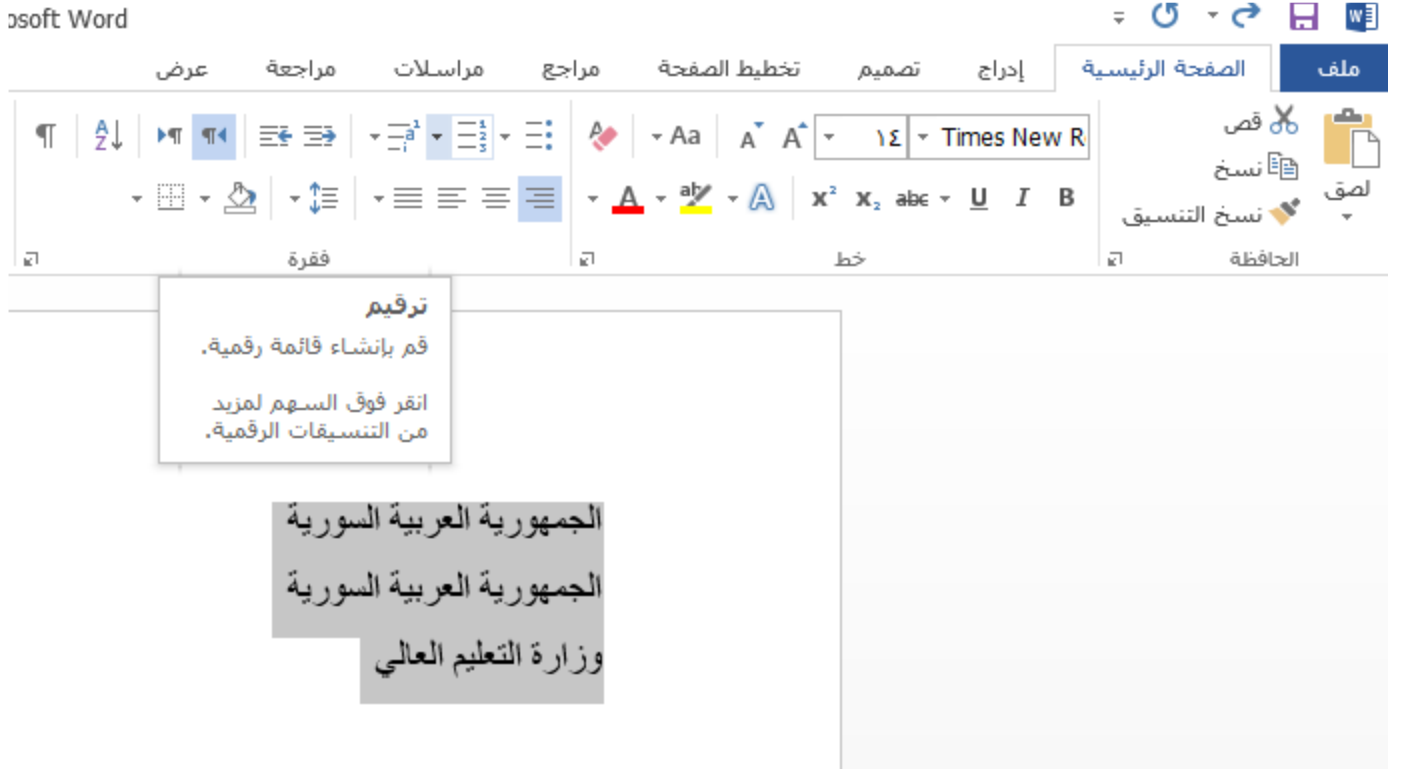 osoft Word
ملف
الصفحة الرئيسية
إدراج
تصميم
تخطيط الصفحة
مراجع
مراسلات
مراجعة
عرض
لصق
قص
نسخ
نسخ التنسيق
الحافظة
Times New R
١٤
A A Aa
B I U abc x₂ x² A ab A
خط
فقرة
ترقيم
قم بإنشاء قائمة رقمية.
انقر فوق السهم لمزيد
من التنسيقات الرقمية.
الجمهورية العربية السورية
الجمهورية العربية السورية
وزارة التعليم العالي